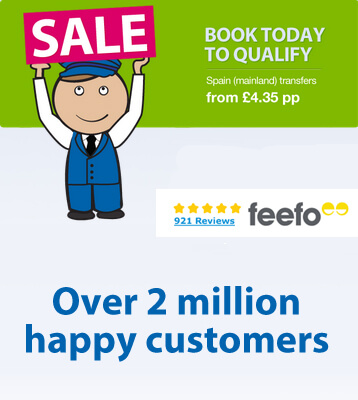 SALE
BOOK TODAY
TO QUALIFY
Spain (mainland) transfers
from £4.35 pp
921 Reviews
feefo
Over 2 million
happy customers